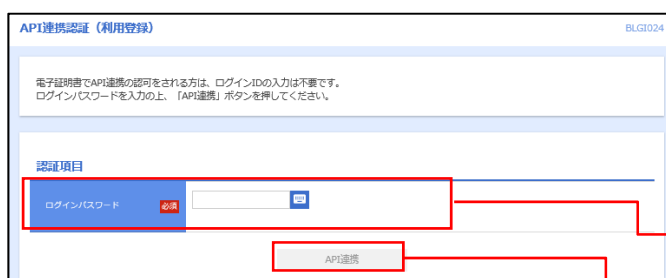 API連携認証（利用登録）
BLGI024
電子証明書でAPI連携の認可をされる方は、ログインIDの入力は不要です。
ログインパスワードを入力の上、「API連携」ボタンを押してください。
認証項目
ログインパスワード 必須
API連携